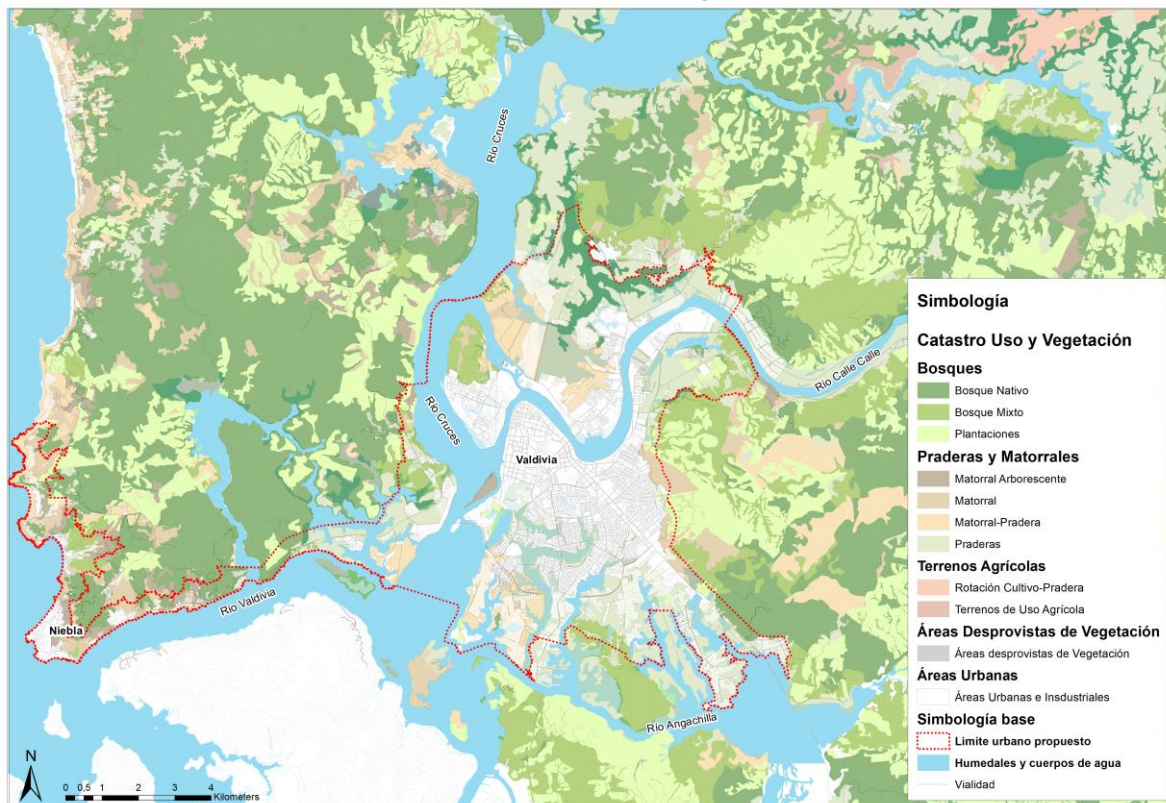 Río Cruces
Río Calle Calle
Río Cruces
Valdivia
Río Valdivia
Niebla
Río Angachilla
N
0 0,5 1 2 3 4
Kilometers
Simbología
Catastro Uso y Vegetación
Bosques
Bosque Nativo
Bosque Mixto
Plantaciones
Praderas y Matorrales
Matorral Arborescente
Matorral
Matorral-Pradera
Praderas
Terrenos Agrícolas
Rotación Cultivo-Pradera
Terrenos de Uso Agrícola
Áreas Desprovistas de Vegetación
Áreas desprovistas de Vegetación
Áreas Urbanas
Áreas Urbanas e Insdustriales
Simbología base
Limite urbano propuesto
Humedales y cuerpos de agua
Vialidad